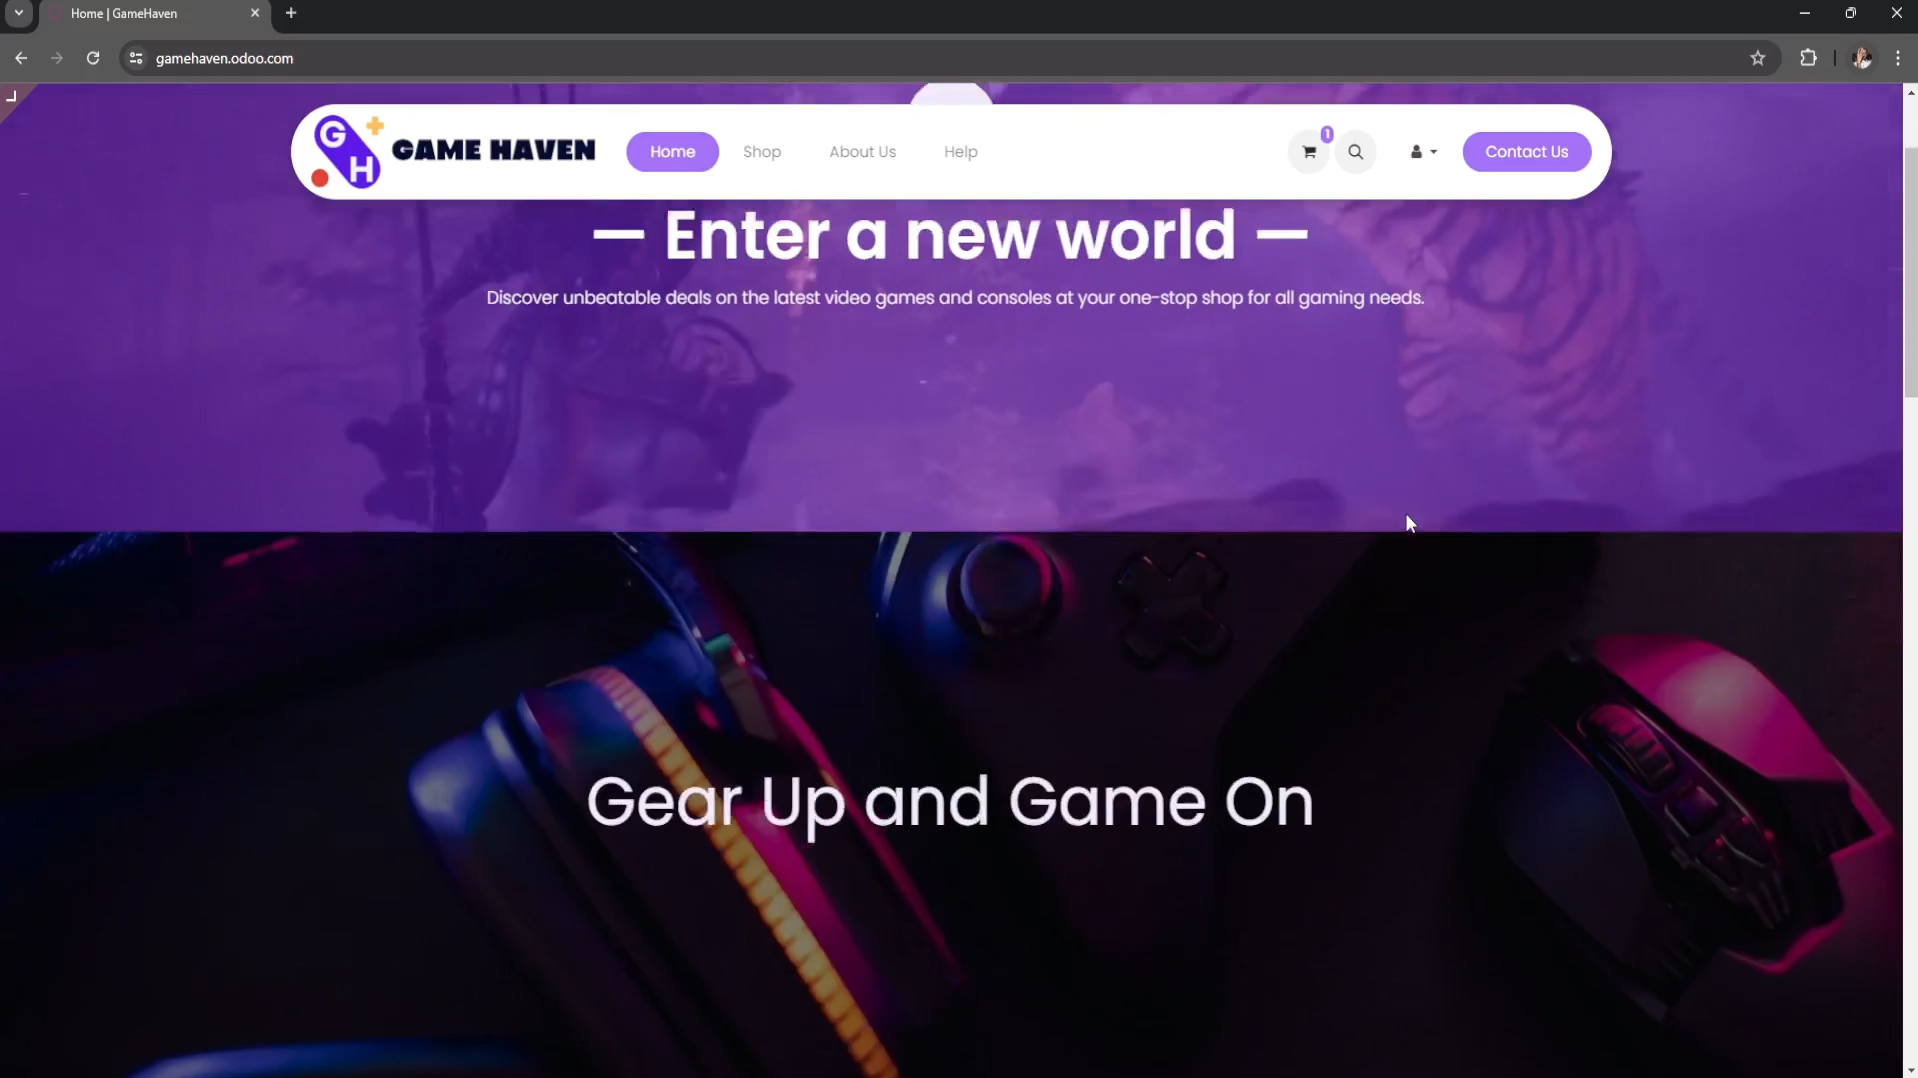 Home | GameHaven
gamehaven.odoo.com
G H GAME HAVEN Home Shop About Us Help 1 Contact Us
— Enter a new world —
Discover unbeatable deals on the latest video games and consoles at your one-stop shop for all gaming needs.
Gear Up and Game On